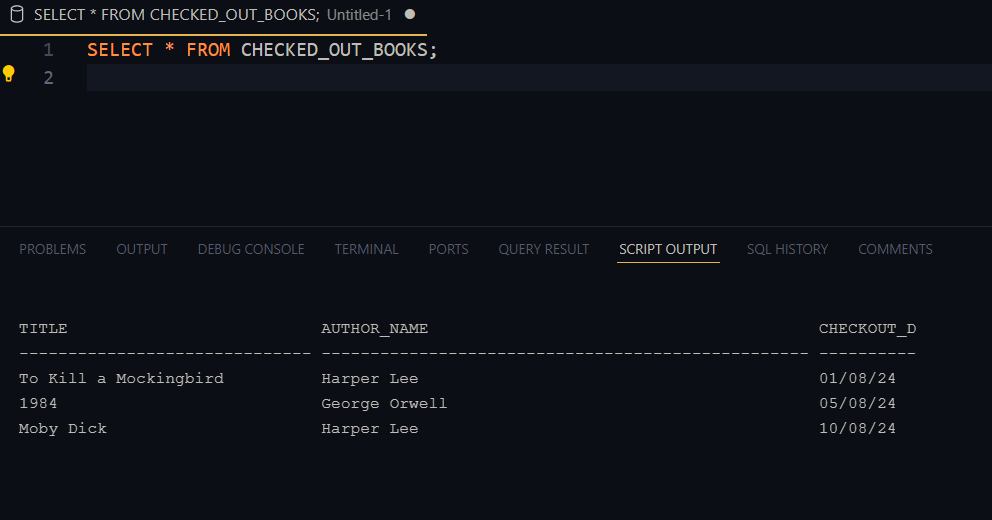 SELECT * FROM CHECKED_OUT_BOOKS; Untitled-1
1 SELECT * FROM CHECKED_OUT_BOOKS;
2
PROBLEMS OUTPUT DEBUG CONSOLE TERMINAL PORTS QUERY RESULT SCRIPT OUTPUT SQL HISTORY COMMENTS
TITLE AUTHOR_NAME CHECKOUT_D
------------------------------ -------------------------------------------------- ----------
To Kill a Mockingbird Harper Lee 01/08/24
1984 George Orwell 05/08/24
Moby Dick Harper Lee 10/08/24